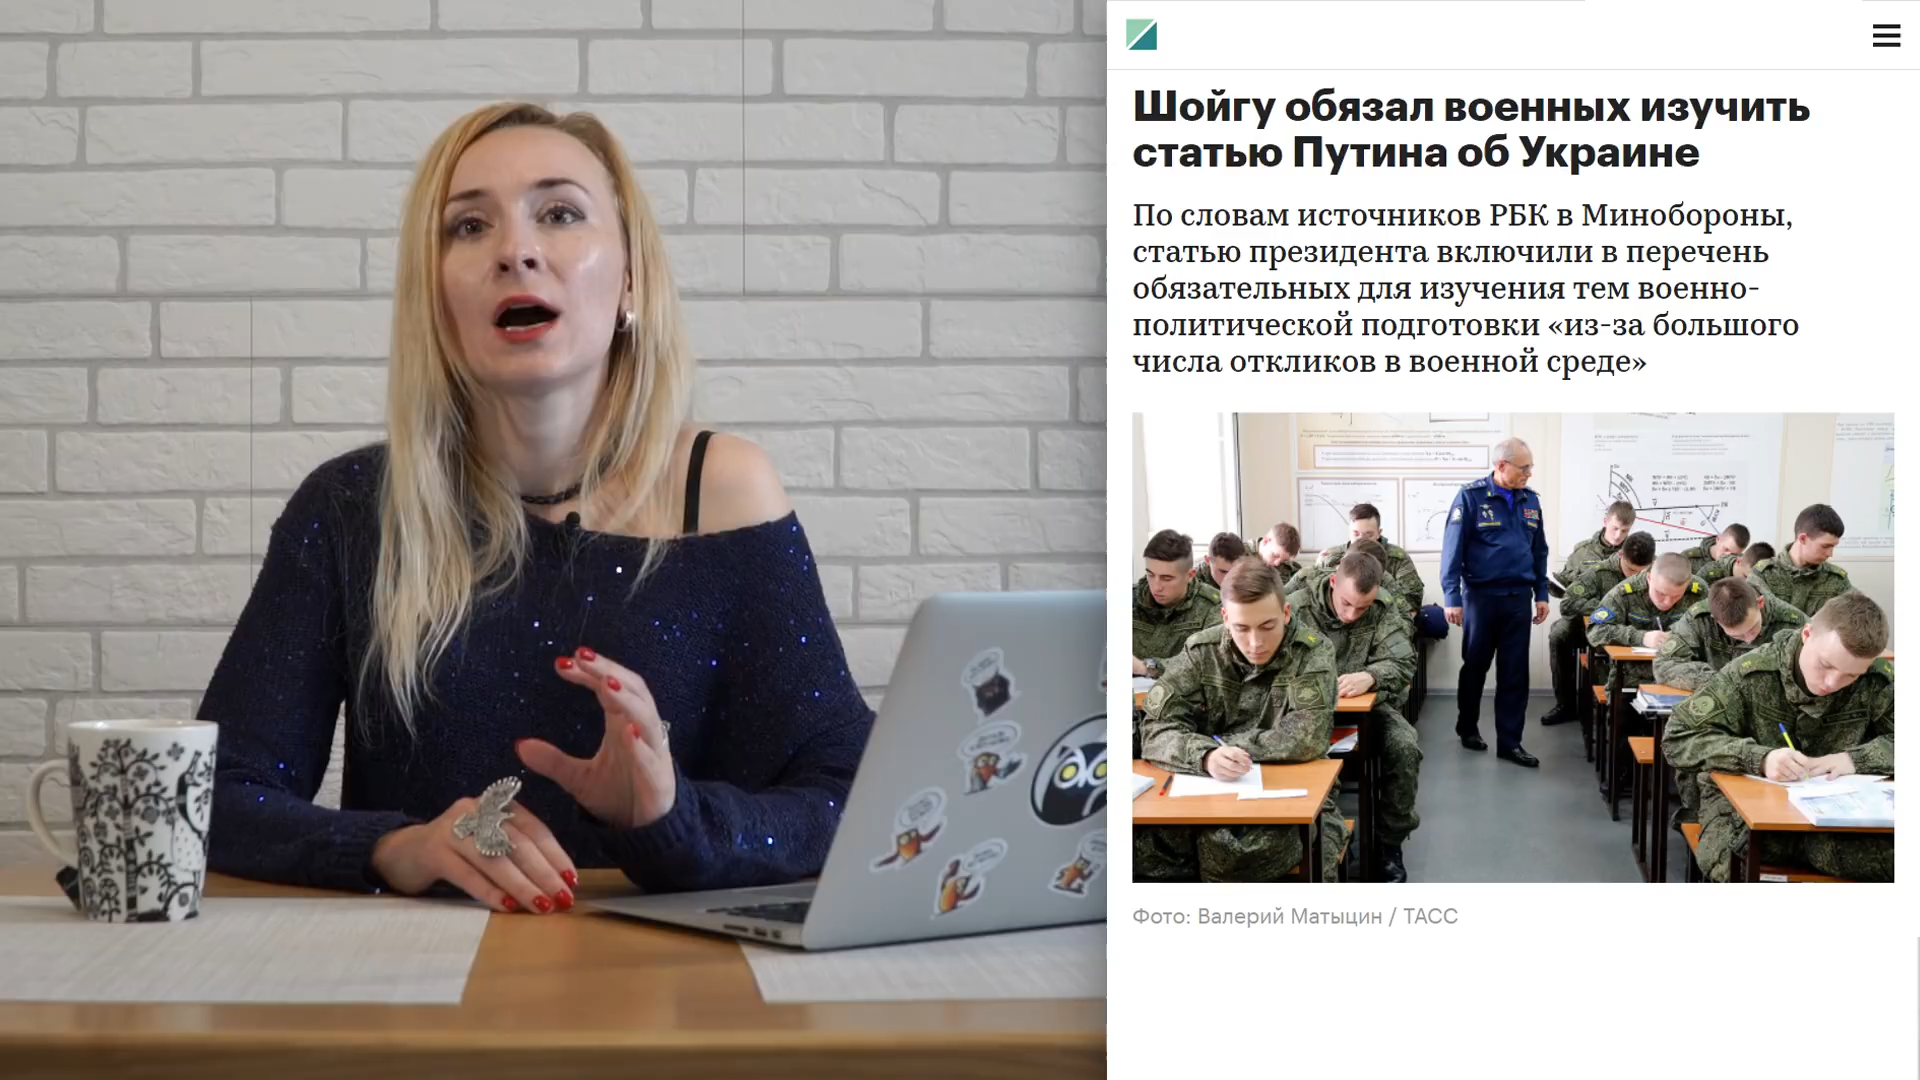 Шойгу обязал военных изучить
статью Путина об Украине
По словам источников РБК в Минобороны,
статью президента включили в перечень
обязательных для изучения тем военно-
политической подготовки «из-за большого
числа откликов в военной среде»
Фото: Валерий Матыцин / ТАСС